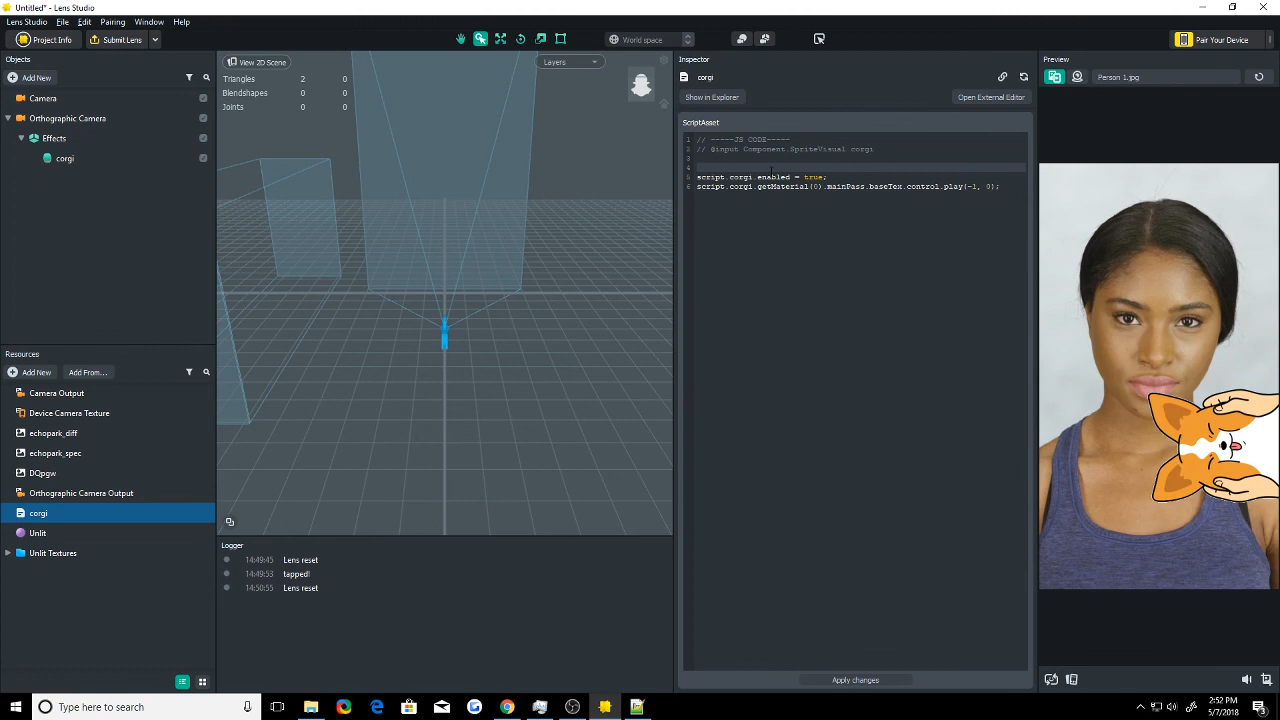 Untitled* - Lens Studio
Lens Studio File Edit Pairing Window Help
Project Info Submit Lens World space Pair Your Device
Objects
Add New
Camera
Orthographic Camera
Effects
corgi
View 2D Scene Layers
Triangles 2 0
Blendshapes 0 0
Joints 0 0
Resources
Add New Add From...
Camera Output
Device Camera Texture
echopark_diff
echopark_spec
DQpgw
Orthographic Camera Output
corgi
Unlit
Unlit Textures
Logger
14:49:45 Lens reset
14:49:53 tapped!
14:50:55 Lens reset
Inspector
corgi
Show in Explorer Open External Editor
ScriptAsset
1 // -----JS CODE-----
2 // @input Component.SpriteVisual corgi
3
4
5 script.corgi.enabled = true;
6 script.corgi.getMaterial(0).mainPass.baseTex.control.play(-1, 0);
Apply changes
Preview
Person 1.jpg
Type here to search
2:52 PM
5/7/2018